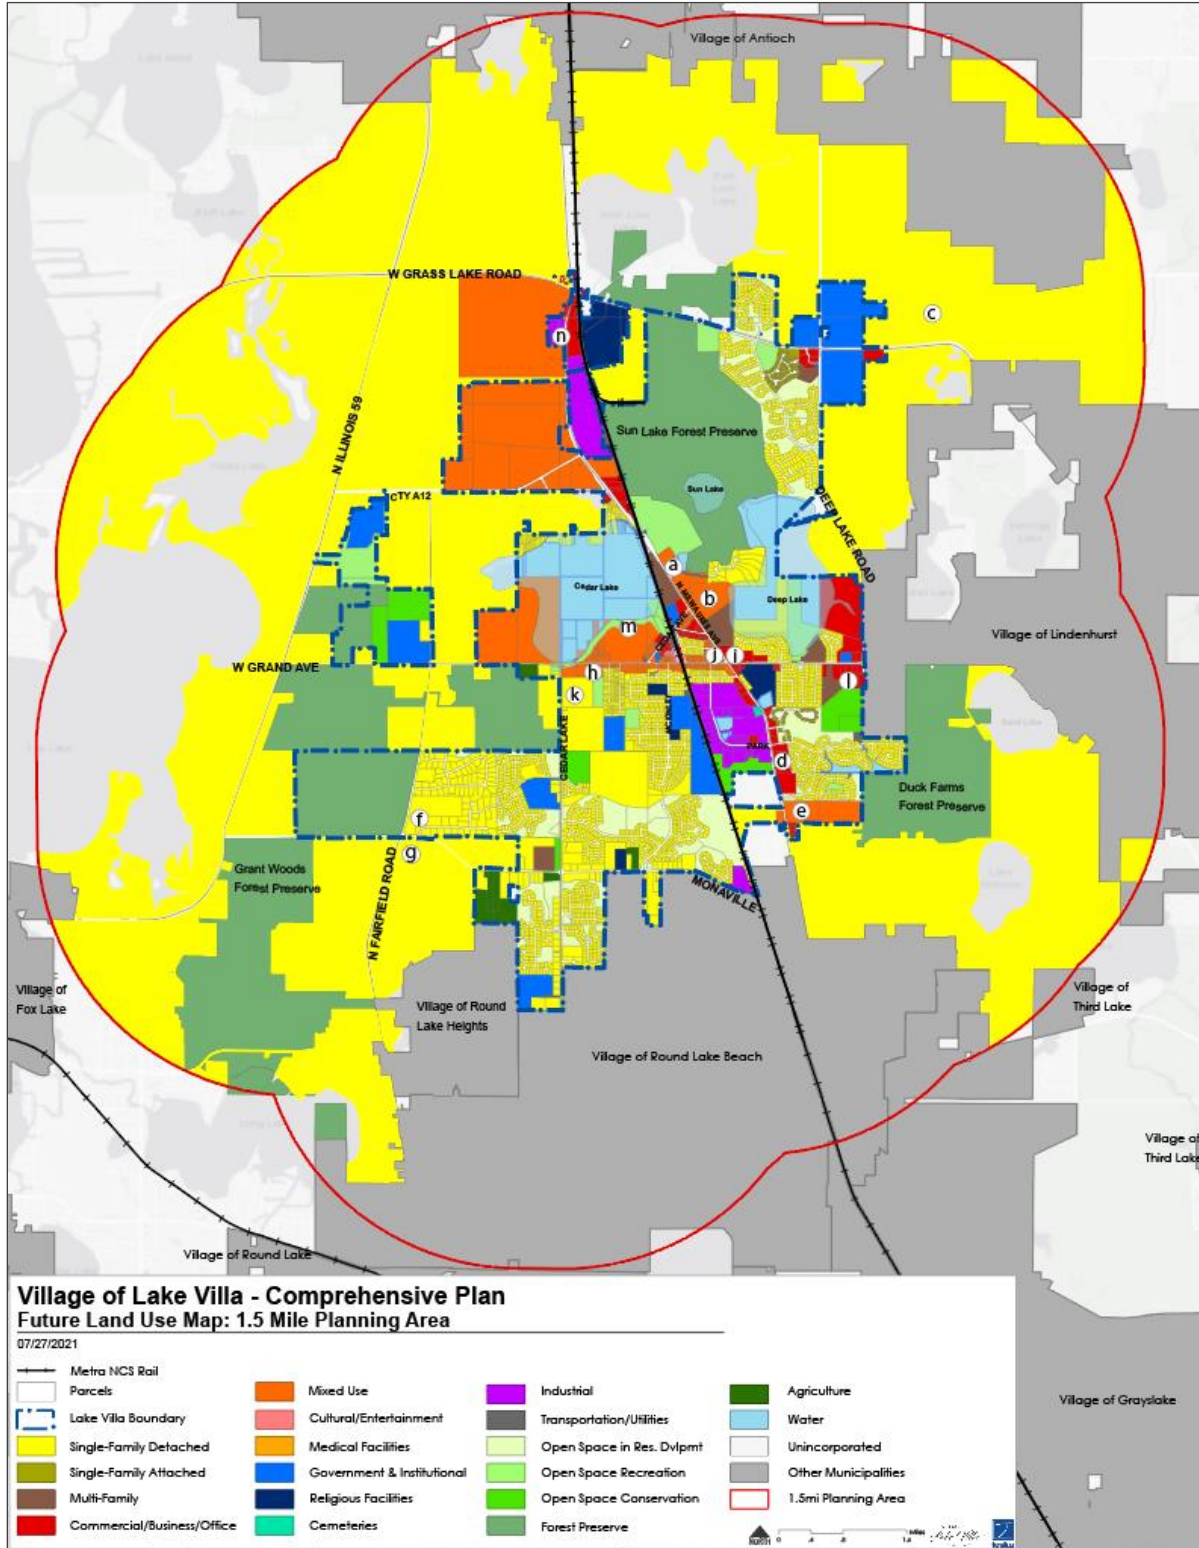 Village of Antioch
W GRASS LAKE ROAD
c
n
N ILLINOIS 59
Sun Lake Forest Preserve
Sun Lake
CTY A12
DEEP LAKE ROAD
a
Cedar Lake
b
Deep Lake
N MILWAUKEE AVE
m
Village of Lindenhurst
j
i
W GRAND AVE
h
l
k
CEDAR LAKE
PARK
d
Duck Farms
Forest Preserve
e
f
g
Grant Woods
Forest Preserve
N FAIRFIELD ROAD
MONAVILLE
Village of
Fox Lake
Village of Round
Lake Heights
Village of
Third Lake
Village of Round Lake Beach
Village of
Third Lake
Village of Round Lake
Village of Lake Villa - Comprehensive Plan
Future Land Use Map: 1.5 Mile Planning Area
07/27/2021
Metra NCS Rail
Parcels
Lake Villa Boundary
Single-Family Detached
Single-Family Attached
Multi-Family
Commercial/Business/Office
Mixed Use
Cultural/Entertainment
Medical Facilities
Government & Institutional
Religious Facilities
Cemeteries
Industrial
Transportation/Utilities
Open Space in Res. Dvlpmt
Open Space Recreation
Open Space Conservation
Forest Preserve
Agriculture
Water
Unincorporated
Other Municipalities
1.5mi Planning Area
Village of Grayslake
NORTH
Miles